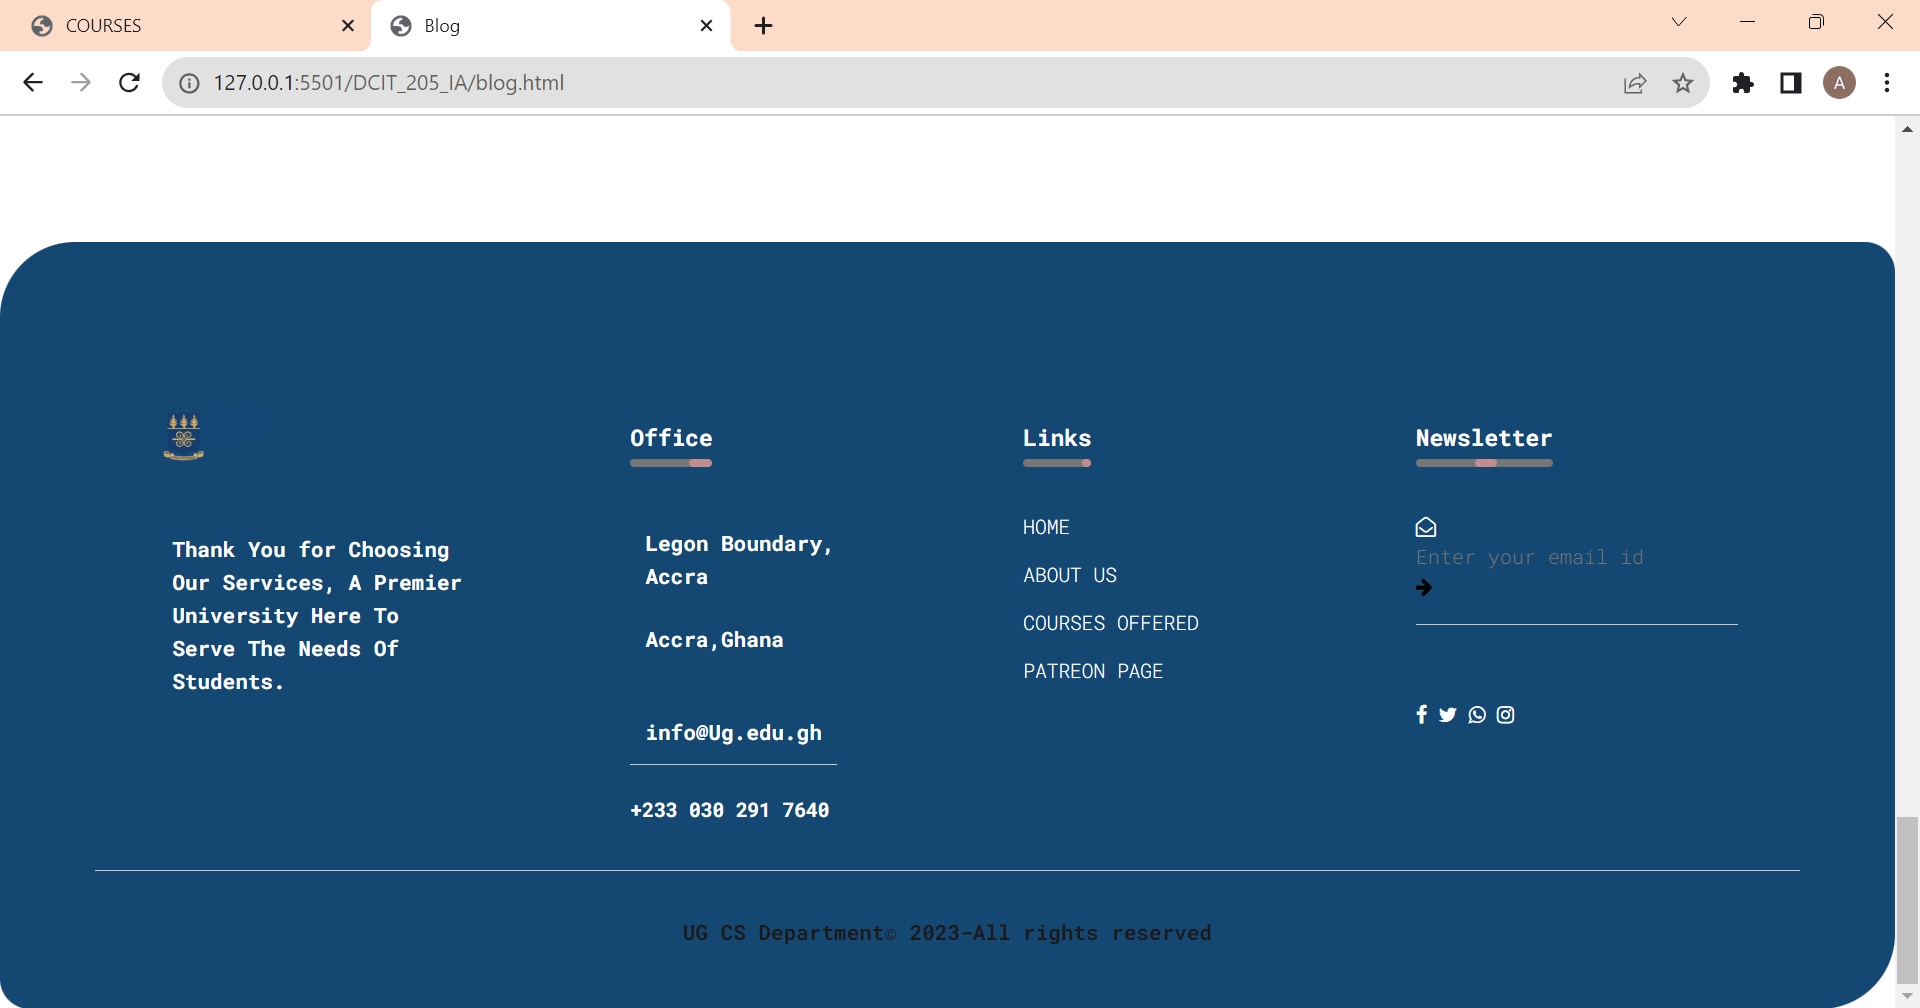 COURSES
Blog
127.0.0.1:5501/DCIT_205_IA/blog.html
A
Thank You for Choosing
Our Services, A Premier
University Here To
Serve The Needs Of
Students.
Office
Legon Boundary,
Accra
Accra,Ghana
info@Ug.edu.gh
+233 030 291 7640
Links
HOME
ABOUT US
COURSES OFFERED
PATREON PAGE
Newsletter
Enter your email id
UG CS Department© 2023-All rights reserved